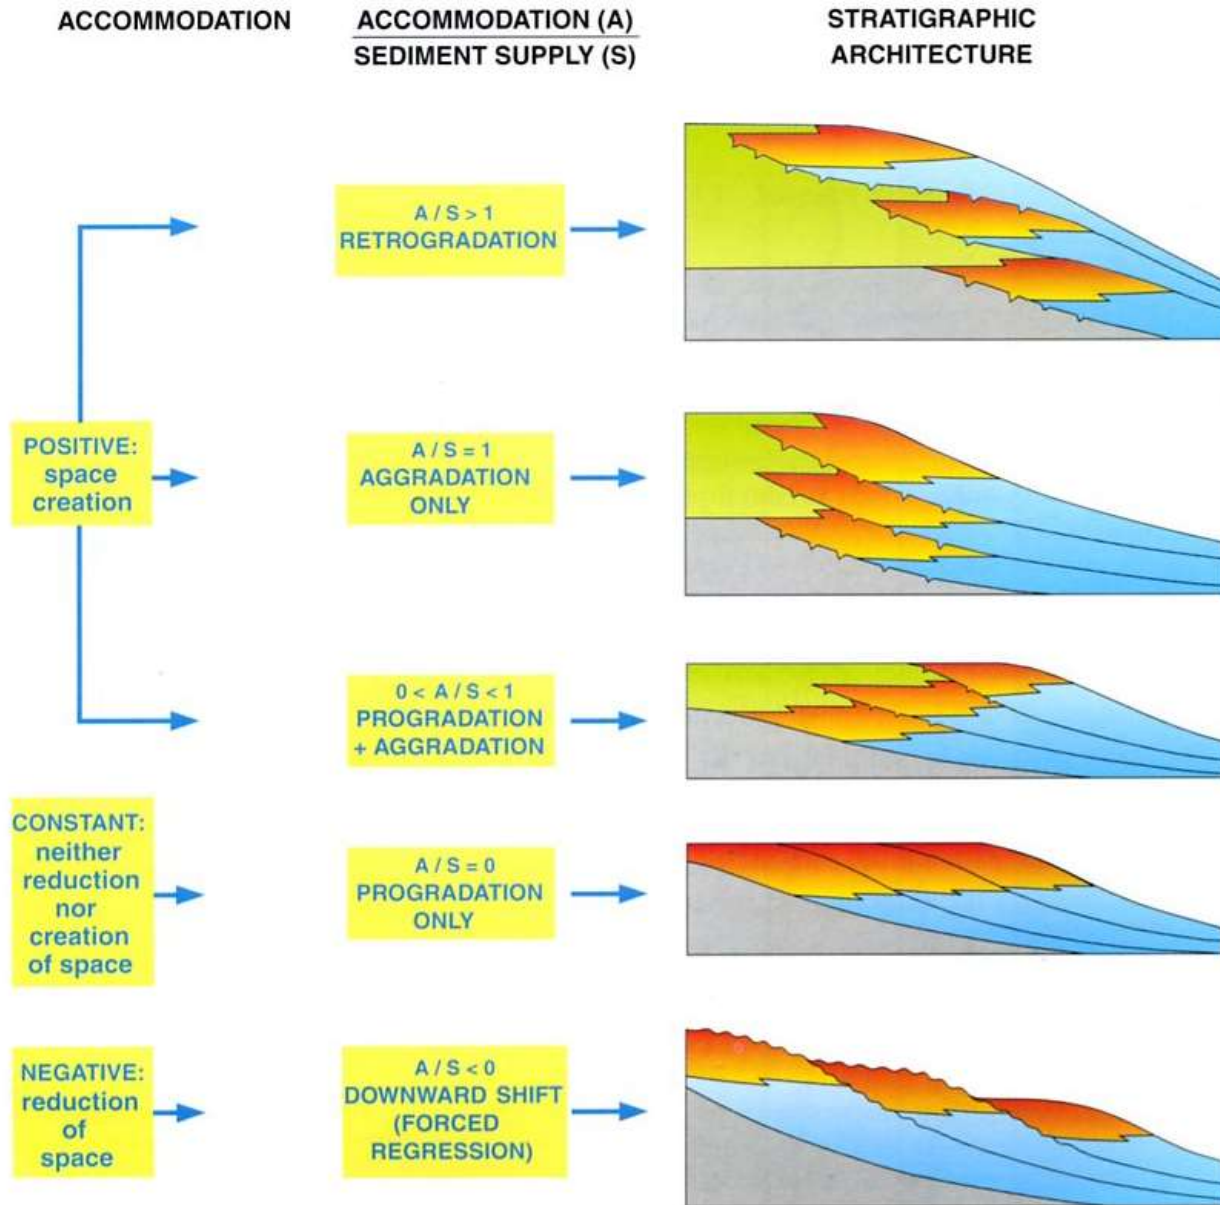 ACCOMMODATION
ACCOMMODATION (A)
SEDIMENT SUPPLY (S)
STRATIGRAPHIC
ARCHITECTURE
A / S > 1
RETROGRADATION
POSITIVE:
space
creation
A / S = 1
AGGRADATION
ONLY
0 < A / S < 1
PROGRADATION
+ AGGRADATION
CONSTANT:
neither
reduction
nor
creation
of space
A / S = 0
PROGRADATION
ONLY
NEGATIVE:
reduction
of
space
A / S < 0
DOWNWARD SHIFT
(FORCED
REGRESSION)